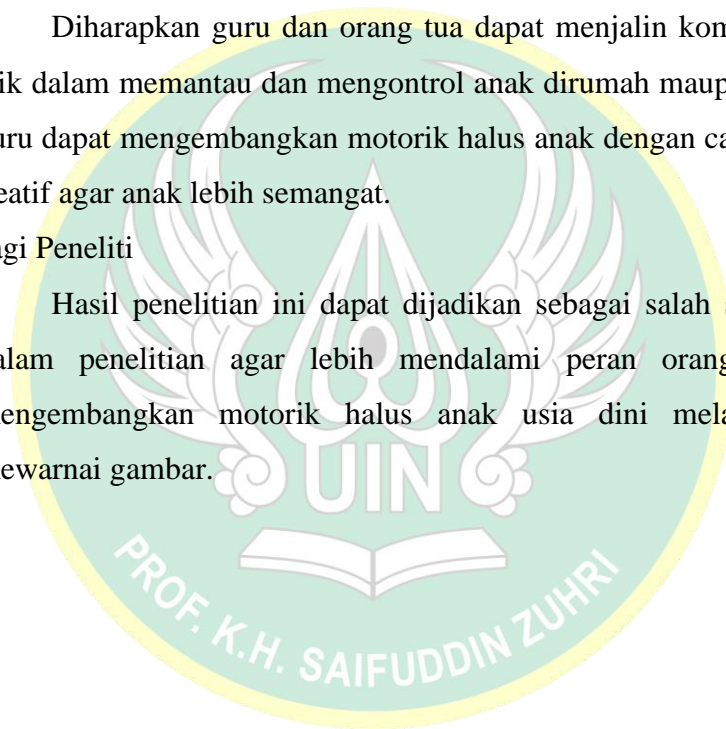 Diharapkan guru dan orang tua dapat menjalin kom
ik dalam memantau dan mengontrol anak dirumah maup
uru dapat mengembangkan motorik halus anak dengan ca
eatif agar anak lebih semangat.
agi Peneliti
Hasil penelitian ini dapat dijadikan sebagai salah s
alam penelitian agar lebih mendalami peran orang
engembangkan motorik halus anak usia dini mela
ewarnai gambar.
UIN
PROF. K.H. SAIFUDDIN ZUHRI